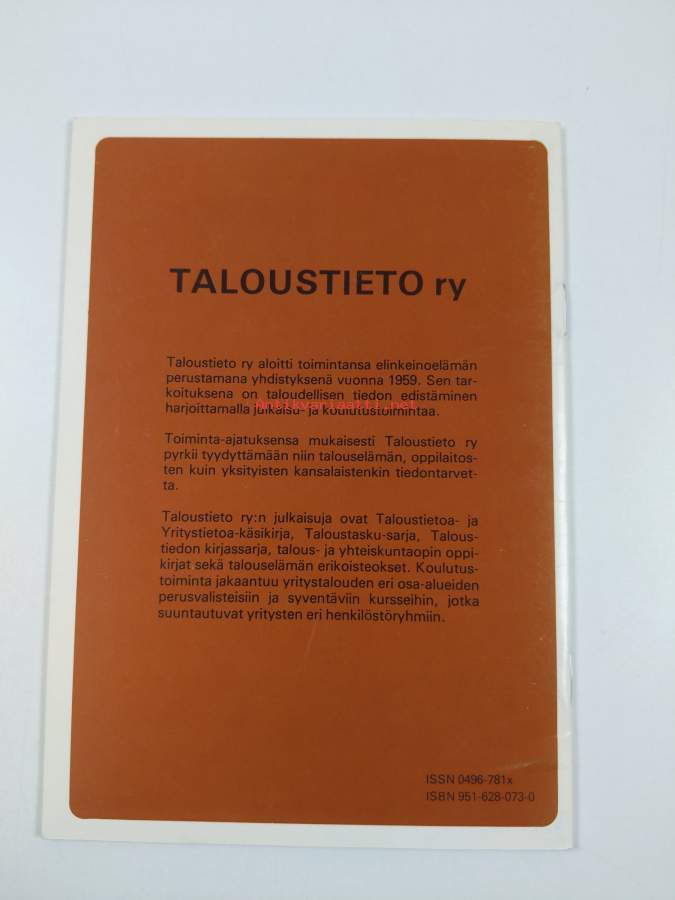 TALOUSTIETO ry
Taloustieto ry aloitti toimintansa elinkeinoelämän
perustamana yhdistyksenä vuonna 1959. Sen tar-
koituksena on taloudellisen tiedon edistäminen
Antikvariaatti.net
harjoittamalla julkaisu- ja koulutustoimintaa.
Toiminta-ajatuksensa mukaisesti Taloustieto ry
pyrkii tyydyttämään niin talouselämän, oppilaitos-
ten kuin yksityisten kansalaistenkin tiedontarvet-
ta.
Taloustieto ry:n julkaisuja ovat Taloustietoa- ja
Yritystietoa-käsikirja, Taloustasku-sarja, Talous-
tiedon kirjassarja, talous- ja yhteiskuntaopin oppi-
kirjat sekä talouselämän erikoisteokset. Koulutus-
toiminta jakaantuu yritystalouden eri osa-alueiden
perusvalisteisiin ja syventäviin kursseihin, jotka
suuntautuvat yritysten eri henkilöstöryhmiin.
ISSN 0496-781x
ISBN 951-628-073-0